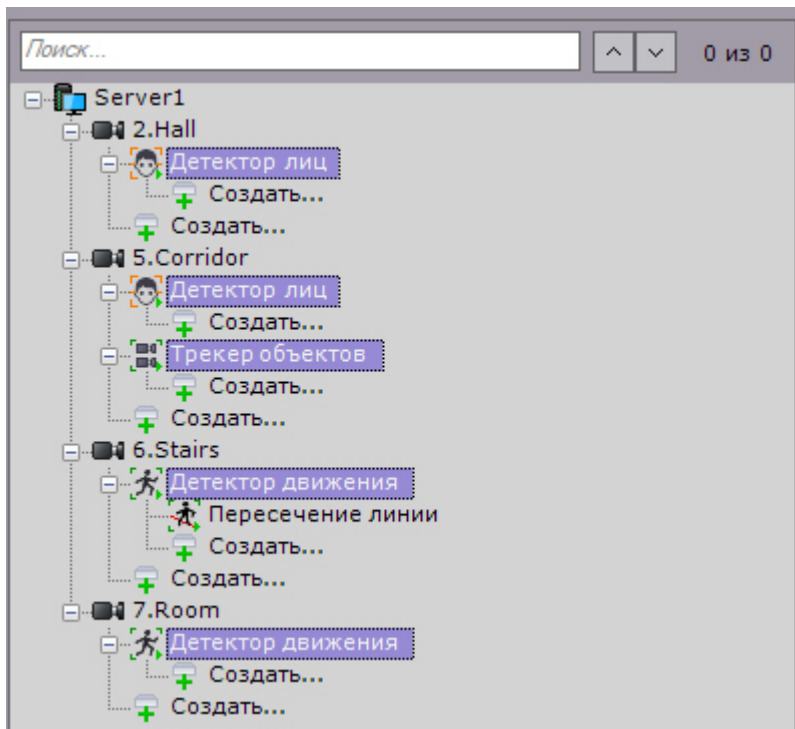 Поиск...
0 из 0
Server1
2.Hall
Детектор лиц
Создать...
Создать...
5.Corridor
Детектор лиц
Создать...
Трекер объектов
Создать...
Создать...
6.Stairs
Детектор движения
Пересечение линии
Создать...
Создать...
7.Room
Детектор движения
Создать...
Создать...